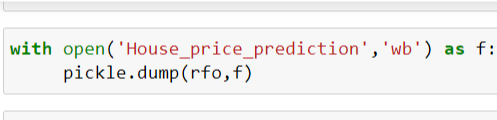 with open('House_price_prediction','wb') as f:
    pickle.dump(rfo,f)